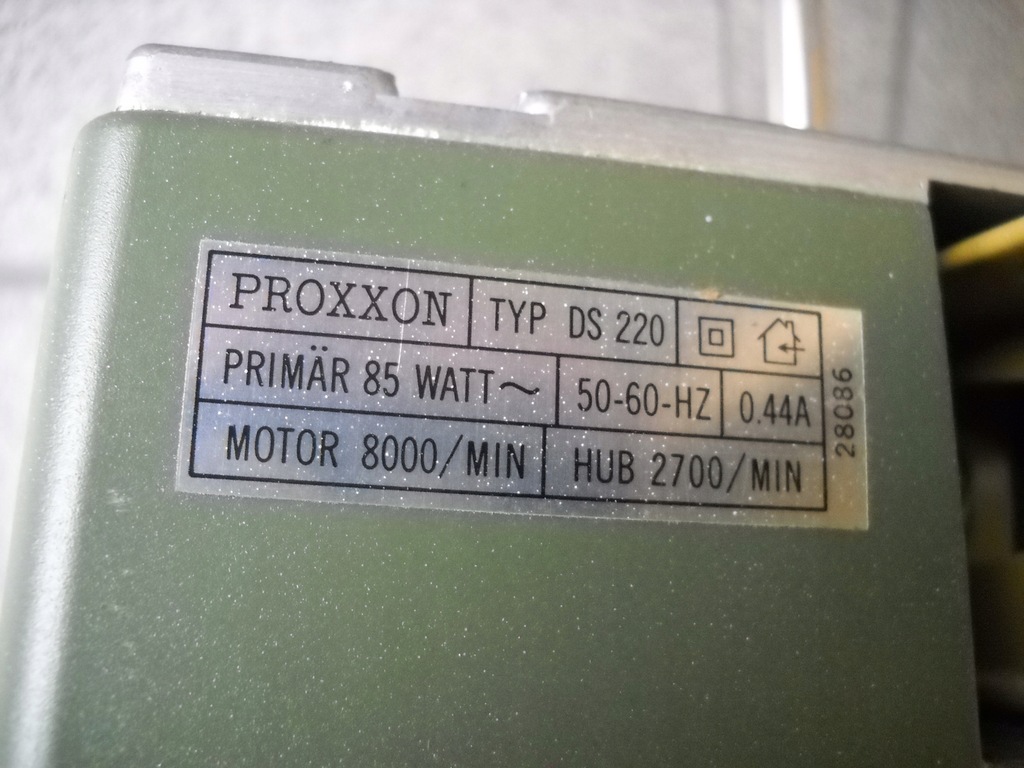 PROXXON TYP DS 220
PRIMÄR 85 WATT~ 50-60-HZ 0.44A
MOTOR 8000/MIN HUB 2700/MIN
28086